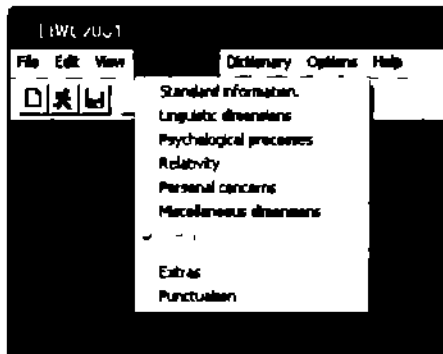 LIWC2001
File Edit View Dictionary Options Help
Standard information
Linguistic dimensions
Psychological processes
Relativity
Personal concerns
Miscellaneous dimensions
Extras
Punctuation